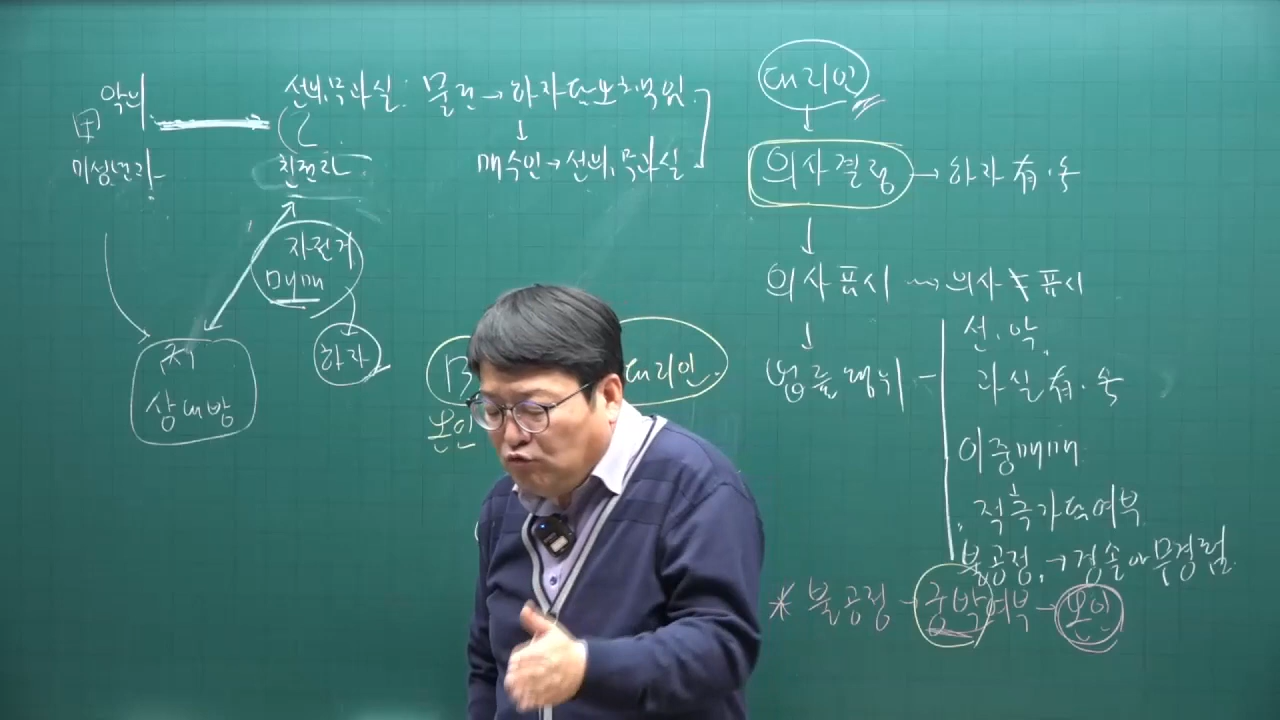 악의
甲
미성년자
선의, 무과실: 물건 → 하자담보책임
친권자
매수인 → 선의, 무과실
자전거
매매
하자
상대방
본인
대리인
대리인
의사결정 → 하자 有·无
의사표시 의사 ≠ 표시
법률행위
선·악
과실 有·无
이중매매
적극가담여부
불공정 → 경솔 or 무경험
* 불공정 - 궁박여부 - 본인